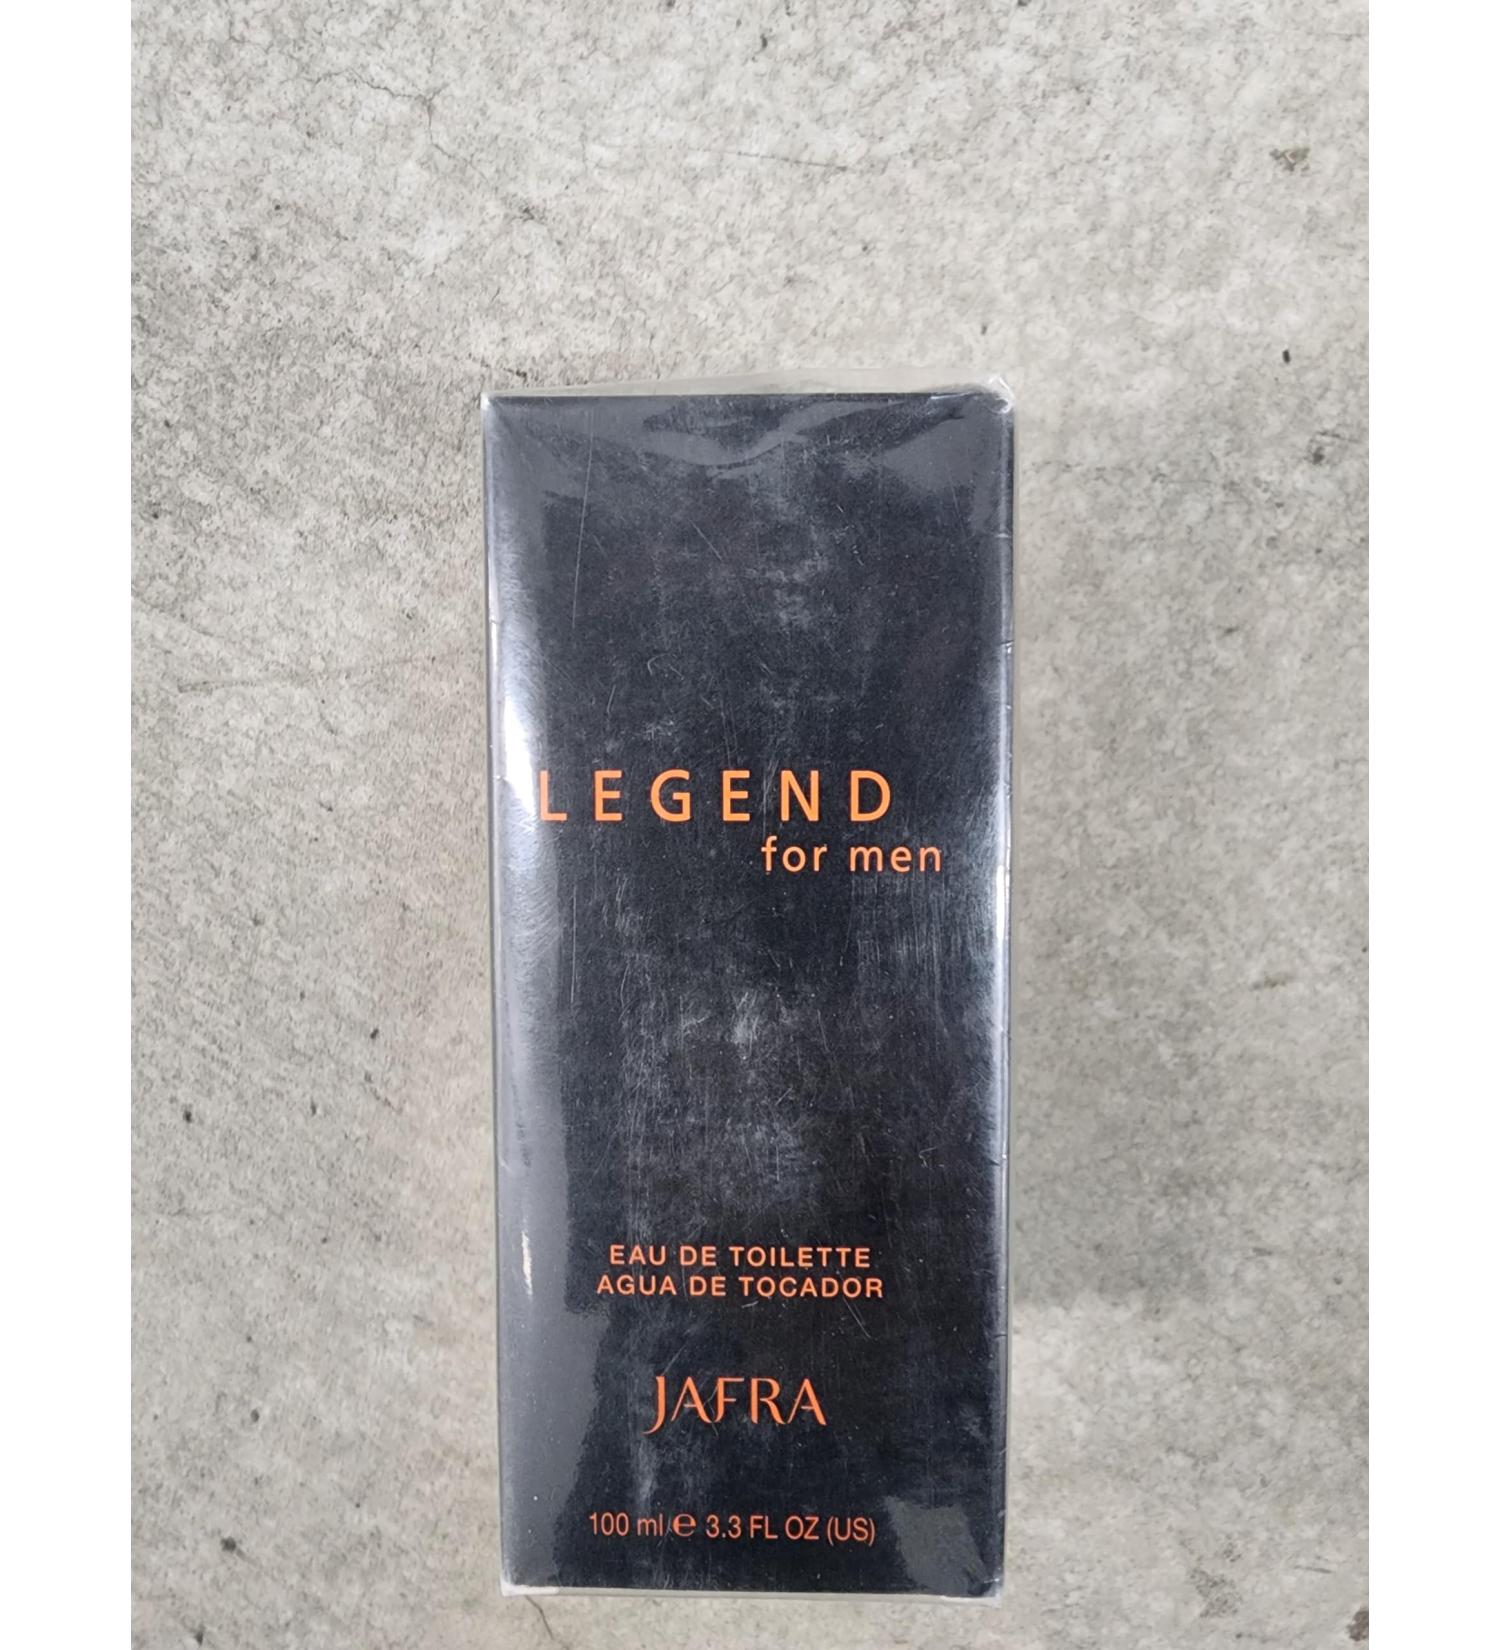 LEGEND
for men
EAU DE TOILETTE
AGUA DE TOCADOR
JAFRA
100 ml ℮ 3.3 FL OZ (US)